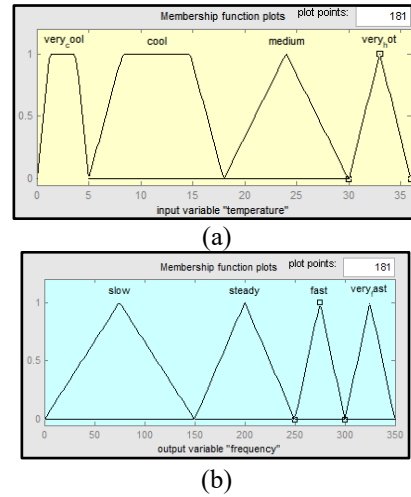 Membership function plots plot points: 181
very_cool cool medium very_hot
1
0.5
0
0 5 10 15 20 25 30 35
input variable "temperature"
(a)
Membership function plots plot points: 181
slow steady fast very_fast
1
0.5
0
0 50 100 150 200 250 300 350
output variable "frequency"
(b)